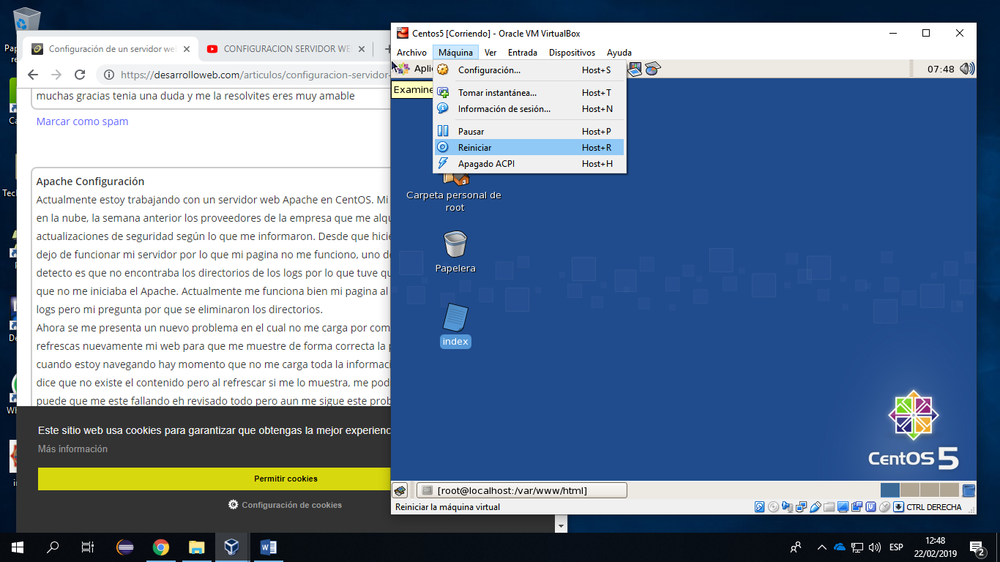 Configuración de un servidor we
CONFIGURACION SERVIDOR WE
https://desarrolloweb.com/articulos/configuracion-servidor-
muchas gracias tenia una duda y me la resolvites eres muy amable
Marcar como spam
Apache Configuración
Actualmente estoy trabajando con un servidor web Apache en CentOS. Mi
en la nube, la semana anterior los proveedores de la empresa que me alqu
actualizaciones de seguridad según lo que me informaron. Desde que hicie
dejo de funcionar mi servidor por lo que mi pagina no me funciono, uno de
detecto es que no encontraba los directorios de los logs por lo que tuve qu
que no me iniciaba el Apache. Actualmente me funciona bien mi pagina al
logs pero mi pregunta por que se eliminaron los directorios.
Ahora se me presenta un nuevo problema en el cual no me carga por com
refrescas nuevamente mi web para que me muestre de forma correcta la p
cuando estoy navegando hay momento que no me carga toda la informaci
dice que no existe el contenido pero al refrescar si me lo muestra, me pod
puede que me este fallando eh revisado todo pero aun me sigue este prob
Este sitio web usa cookies para garantizar que obtengas la mejor experienc
Más información
Permitir cookies
Configuración de cookies
Centos5 [Corriendo] - Oracle VM VirtualBox
Archivo Máquina Ver Entrada Dispositivos Ayuda
Apli
07:48
Examine
Configuración... Host+S
Tomar instantánea... Host+T
Información de sesión... Host+N
Pausar Host+P
Reiniciar Host+R
Apagado ACPI Host+H
Carpeta personal de
root
Papelera
index
CentOS 5
[root@localhost:/var/www/html]
Reiniciar la máquina virtual
CTRL DERECHA
ESP
12:48
22/02/2019
2